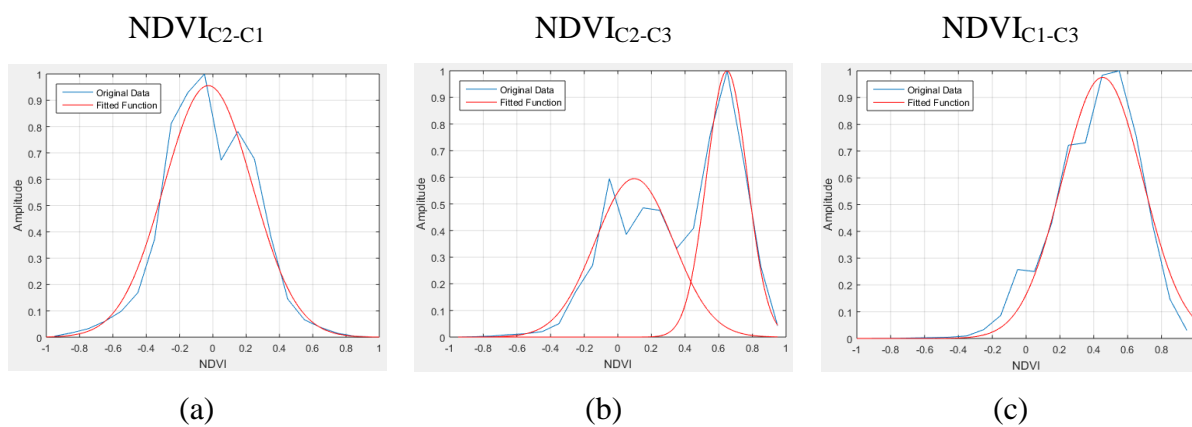 NDVIC2-C1 NDVIC2-C3 NDVIC1-C3
Original Data
Fitted Function
Amplitude
1
0.9
0.8
0.7
0.6
0.5
0.4
0.3
0.2
0.1
0
-1 -0.8 -0.6 -0.4 -0.2 0 0.2 0.4 0.6 0.8 1
NDVI
Original Data
Fitted Function
Amplitude
1
0.9
0.8
0.7
0.6
0.5
0.4
0.3
0.2
0.1
0
-1 -0.8 -0.6 -0.4 -0.2 0 0.2 0.4 0.6 0.8 1
NDVI
Original Data
Fitted Function
Amplitude
1
0.9
0.8
0.7
0.6
0.5
0.4
0.3
0.2
0.1
0
-1 -0.8 -0.6 -0.4 -0.2 0 0.2 0.4 0.6 0.8 1
NDVI
(a) (b) (c)